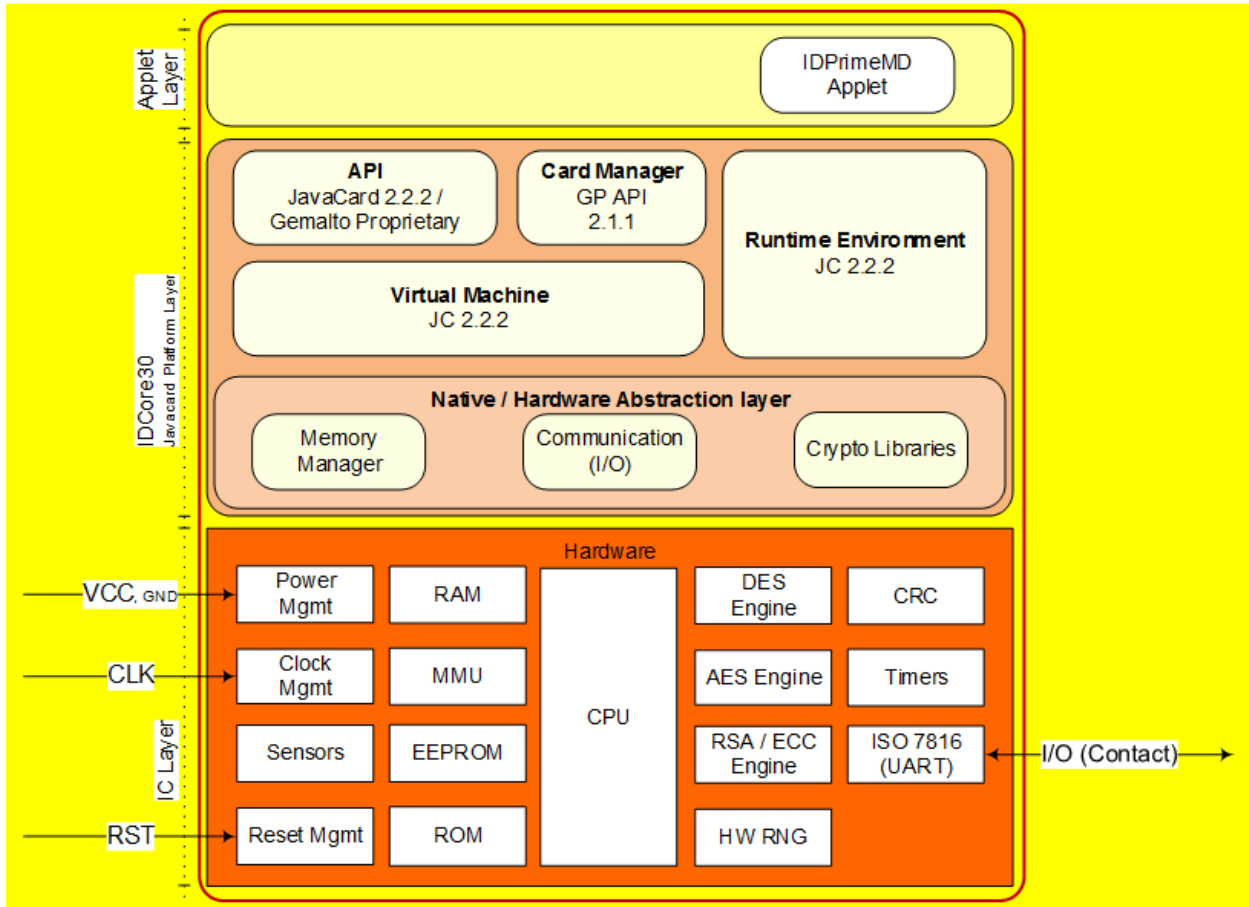 Applet
Layer
IDPrimeMD
Applet
IDCore30
Javacard Platform Layer
API
JavaCard 2.2.2 /
Gemalto Proprietary
Card Manager
GP API
2.1.1
Runtime Environment
JC 2.2.2
Virtual Machine
JC 2.2.2
Native / Hardware Abstraction layer
Memory
Manager
Communication
(I/O)
Crypto Libraries
IC Layer
Hardware
VCC, GND
Power
Mgmt
RAM
CPU
DES
Engine
CRC
CLK
Clock
Mgmt
MMU
AES Engine
Timers
Sensors
EEPROM
RSA / ECC
Engine
ISO 7816
(UART)
I/O (Contact)
RST
Reset Mgmt
ROM
HW RNG